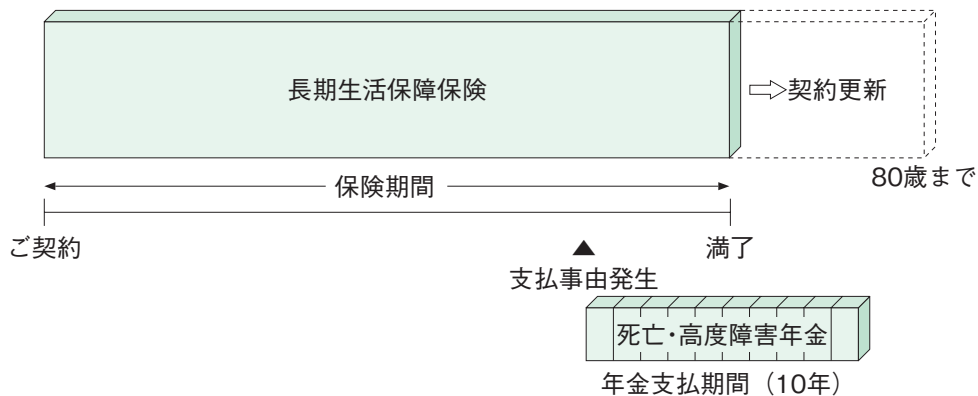 長期生活保障保険
契約更新
80歳まで
保険期間
ご契約
満了
▲
支払事由発生
死亡・高度障害年金
年金支払期間（10年）